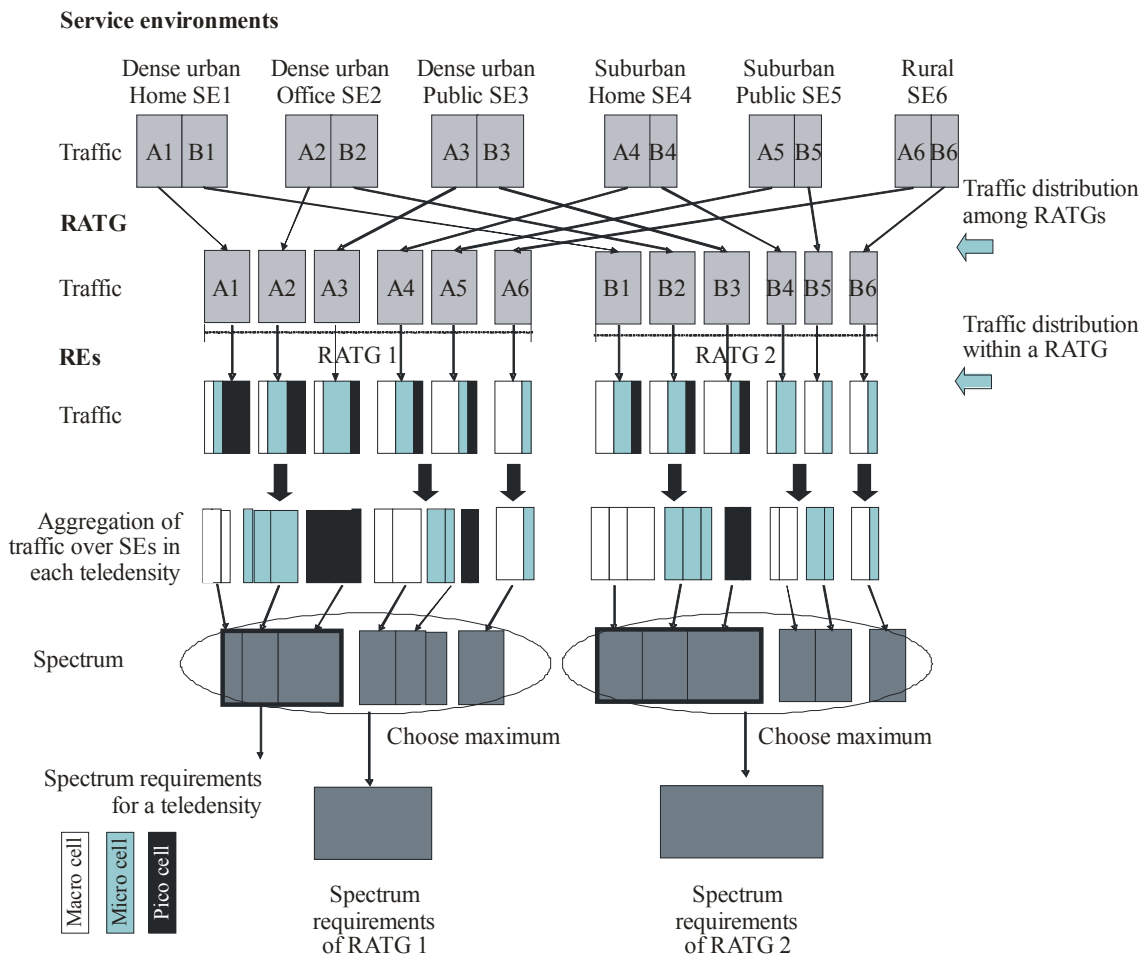 Service environments
Dense urban
Home SE1
Dense urban
Office SE2
Dense urban
Public SE3
Suburban
Home SE4
Suburban
Public SE5
Rural
SE6
Traffic
A1 B1
A2 B2
A3 B3
A4 B4
A5 B5
A6 B6
Traffic distribution
among RATGs
RATG
Traffic
A1
A2
A3
A4
A5
A6
B1
B2
B3
B4
B5
B6
Traffic distribution
within a RATG
REs
RATG 1
RATG 2
Traffic
Aggregation of
traffic over SEs in
each teledensity
Spectrum
Choose maximum
Choose maximum
Spectrum requirements
for a teledensity
Macro cell
Micro cell
Pico cell
Spectrum
requirements
of RATG 1
Spectrum
requirements
of RATG 2